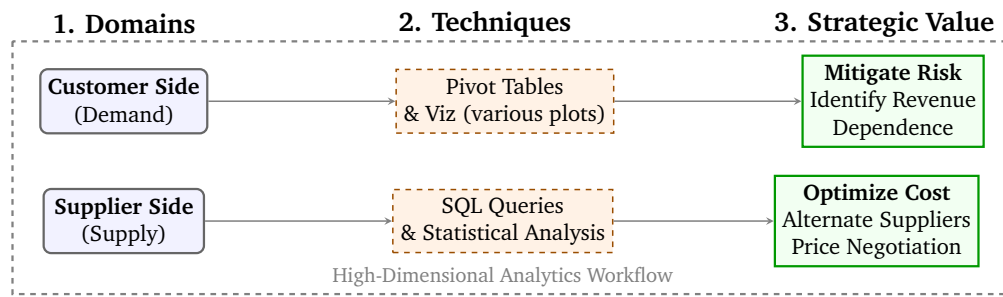 1. Domains
2. Techniques
3. Strategic Value
Customer Side
(Demand)
Pivot Tables
& Viz (various plots)
Mitigate Risk
Identify Revenue
Dependence
Supplier Side
(Supply)
SQL Queries
& Statistical Analysis
Optimize Cost
Alternate Suppliers
Price Negotiation
High-Dimensional Analytics Workflow